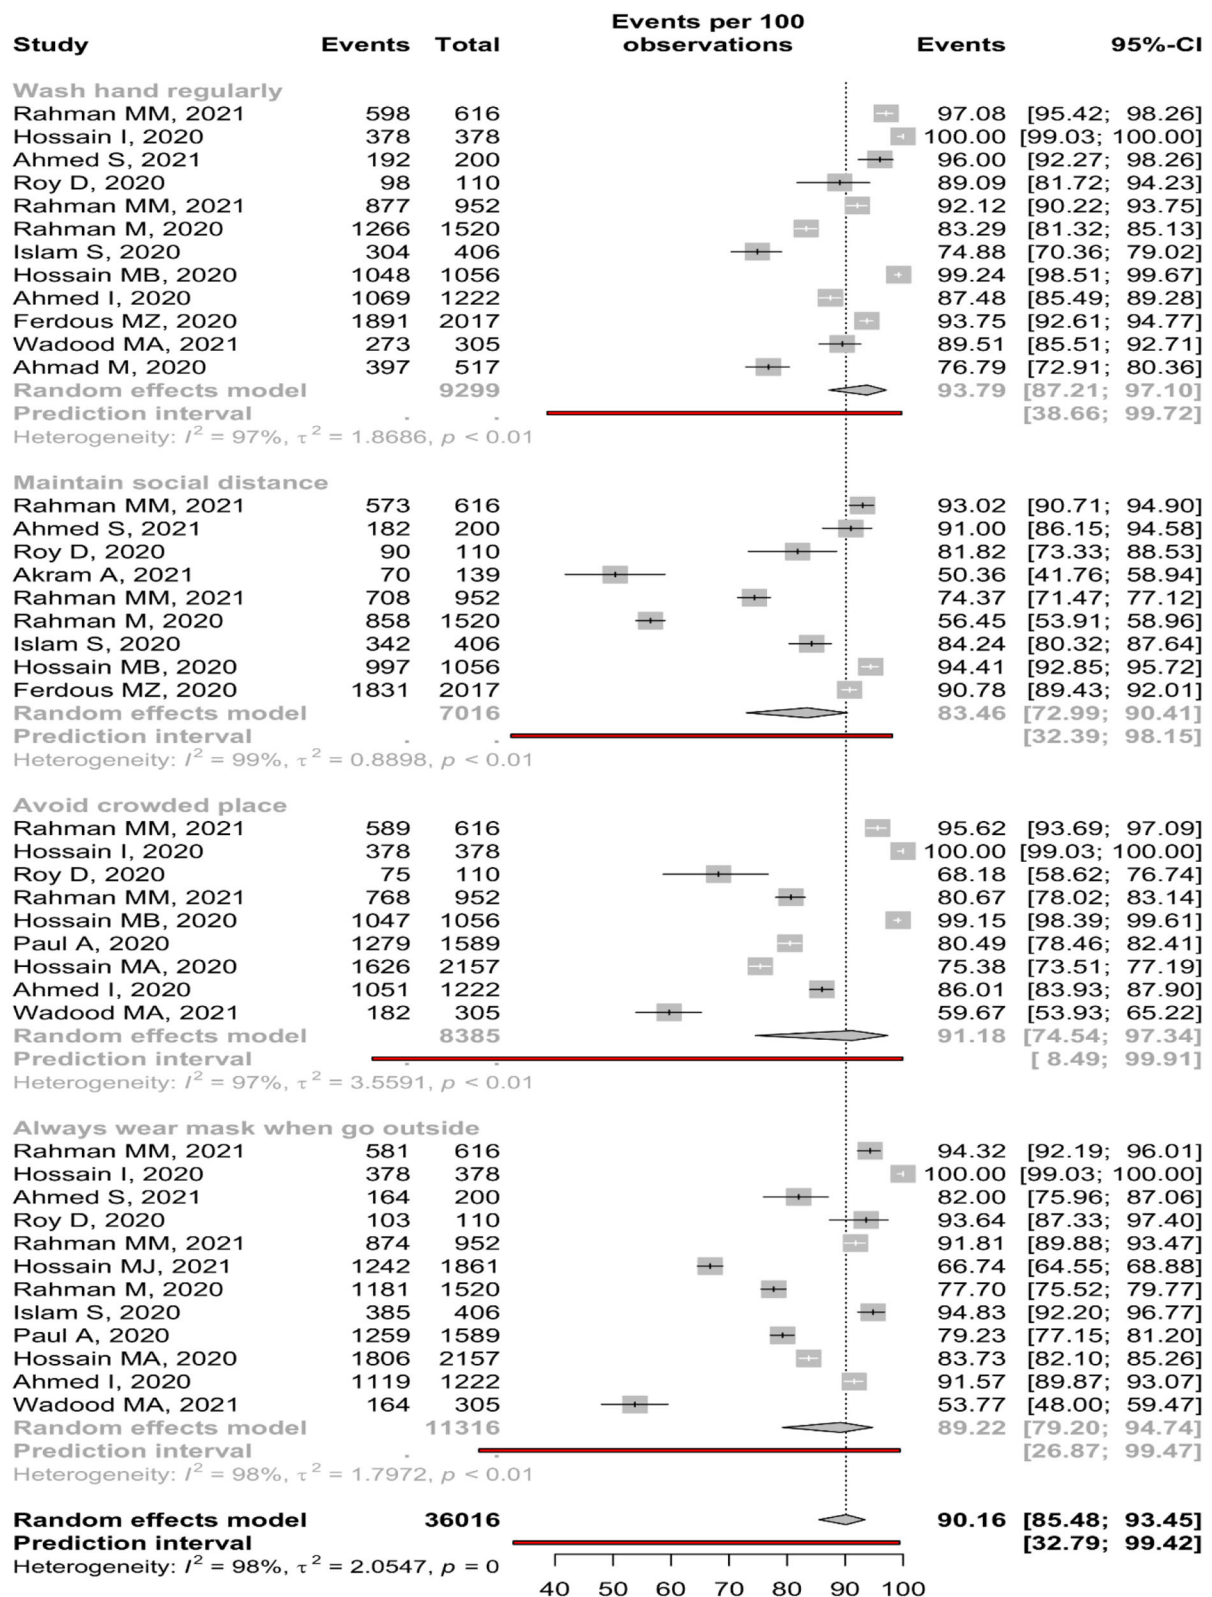 Study Events Total Events per 100 observations Events 95%-CI
Wash hand regularly
Rahman MM, 2021 598 616 97.08 [95.42; 98.26]
Hossain I, 2020 378 378 100.00 [99.03; 100.00]
Ahmed S, 2021 192 200 96.00 [92.27; 98.26]
Roy D, 2020 98 110 89.09 [81.72; 94.23]
Rahman MM, 2021 877 952 92.12 [90.22; 93.75]
Rahman M, 2020 1266 1520 83.29 [81.32; 85.13]
Islam S, 2020 304 406 74.88 [70.36; 79.02]
Hossain MB, 2020 1048 1056 99.24 [98.51; 99.67]
Ahmed I, 2020 1069 1222 87.48 [85.49; 89.28]
Ferdous MZ, 2020 1891 2017 93.75 [92.61; 94.77]
Wadood MA, 2021 273 305 89.51 [85.51; 92.71]
Ahmad M, 2020 397 517 76.79 [72.91; 80.36]
Random effects model 9299 93.79 [87.21; 97.10]
Prediction interval . . [38.66; 99.72]
Heterogeneity: I² = 97%, τ² = 1.8686, p < 0.01
Maintain social distance
Rahman MM, 2021 573 616 93.02 [90.71; 94.90]
Ahmed S, 2021 182 200 91.00 [86.15; 94.58]
Roy D, 2020 90 110 81.82 [73.33; 88.53]
Akram A, 2021 70 139 50.36 [41.76; 58.94]
Rahman MM, 2021 708 952 74.37 [71.47; 77.12]
Rahman M, 2020 858 1520 56.45 [53.91; 58.96]
Islam S, 2020 342 406 84.24 [80.32; 87.64]
Hossain MB, 2020 997 1056 94.41 [92.85; 95.72]
Ferdous MZ, 2020 1831 2017 90.78 [89.43; 92.01]
Random effects model 7016 83.46 [72.99; 90.41]
Prediction interval . . [32.39; 98.15]
Heterogeneity: I² = 99%, τ² = 0.8898, p < 0.01
Avoid crowded place
Rahman MM, 2021 589 616 95.62 [93.69; 97.09]
Hossain I, 2020 378 378 100.00 [99.03; 100.00]
Roy D, 2020 75 110 68.18 [58.62; 76.74]
Rahman MM, 2021 768 952 80.67 [78.02; 83.14]
Hossain MB, 2020 1047 1056 99.15 [98.39; 99.61]
Paul A, 2020 1279 1589 80.49 [78.46; 82.41]
Hossain MA, 2020 1626 2157 75.38 [73.51; 77.19]
Ahmed I, 2020 1051 1222 86.01 [83.93; 87.90]
Wadood MA, 2021 182 305 59.67 [53.93; 65.22]
Random effects model 8385 91.18 [74.54; 97.34]
Prediction interval . . [ 8.49; 99.91]
Heterogeneity: I² = 97%, τ² = 3.5591, p < 0.01
Always wear mask when go outside
Rahman MM, 2021 581 616 94.32 [92.19; 96.01]
Hossain I, 2020 378 378 100.00 [99.03; 100.00]
Ahmed S, 2021 164 200 82.00 [75.96; 87.06]
Roy D, 2020 103 110 93.64 [87.33; 97.40]
Rahman MM, 2021 874 952 91.81 [89.88; 93.47]
Hossain MJ, 2021 1242 1861 66.74 [64.55; 68.88]
Rahman M, 2020 1181 1520 77.70 [75.52; 79.77]
Islam S, 2020 385 406 94.83 [92.20; 96.77]
Paul A, 2020 1259 1589 79.23 [77.15; 81.20]
Hossain MA, 2020 1806 2157 83.73 [82.10; 85.26]
Ahmed I, 2020 1119 1222 91.57 [89.87; 93.07]
Wadood MA, 2021 164 305 53.77 [48.00; 59.47]
Random effects model 11316 89.22 [79.20; 94.74]
Prediction interval . . [26.87; 99.47]
Heterogeneity: I² = 98%, τ² = 1.7972, p < 0.01
Random effects model 36016 90.16 [85.48; 93.45]
Prediction interval [32.79; 99.42]
Heterogeneity: I² = 98%, τ² = 2.0547, p = 0
40 50 60 70 80 90 100